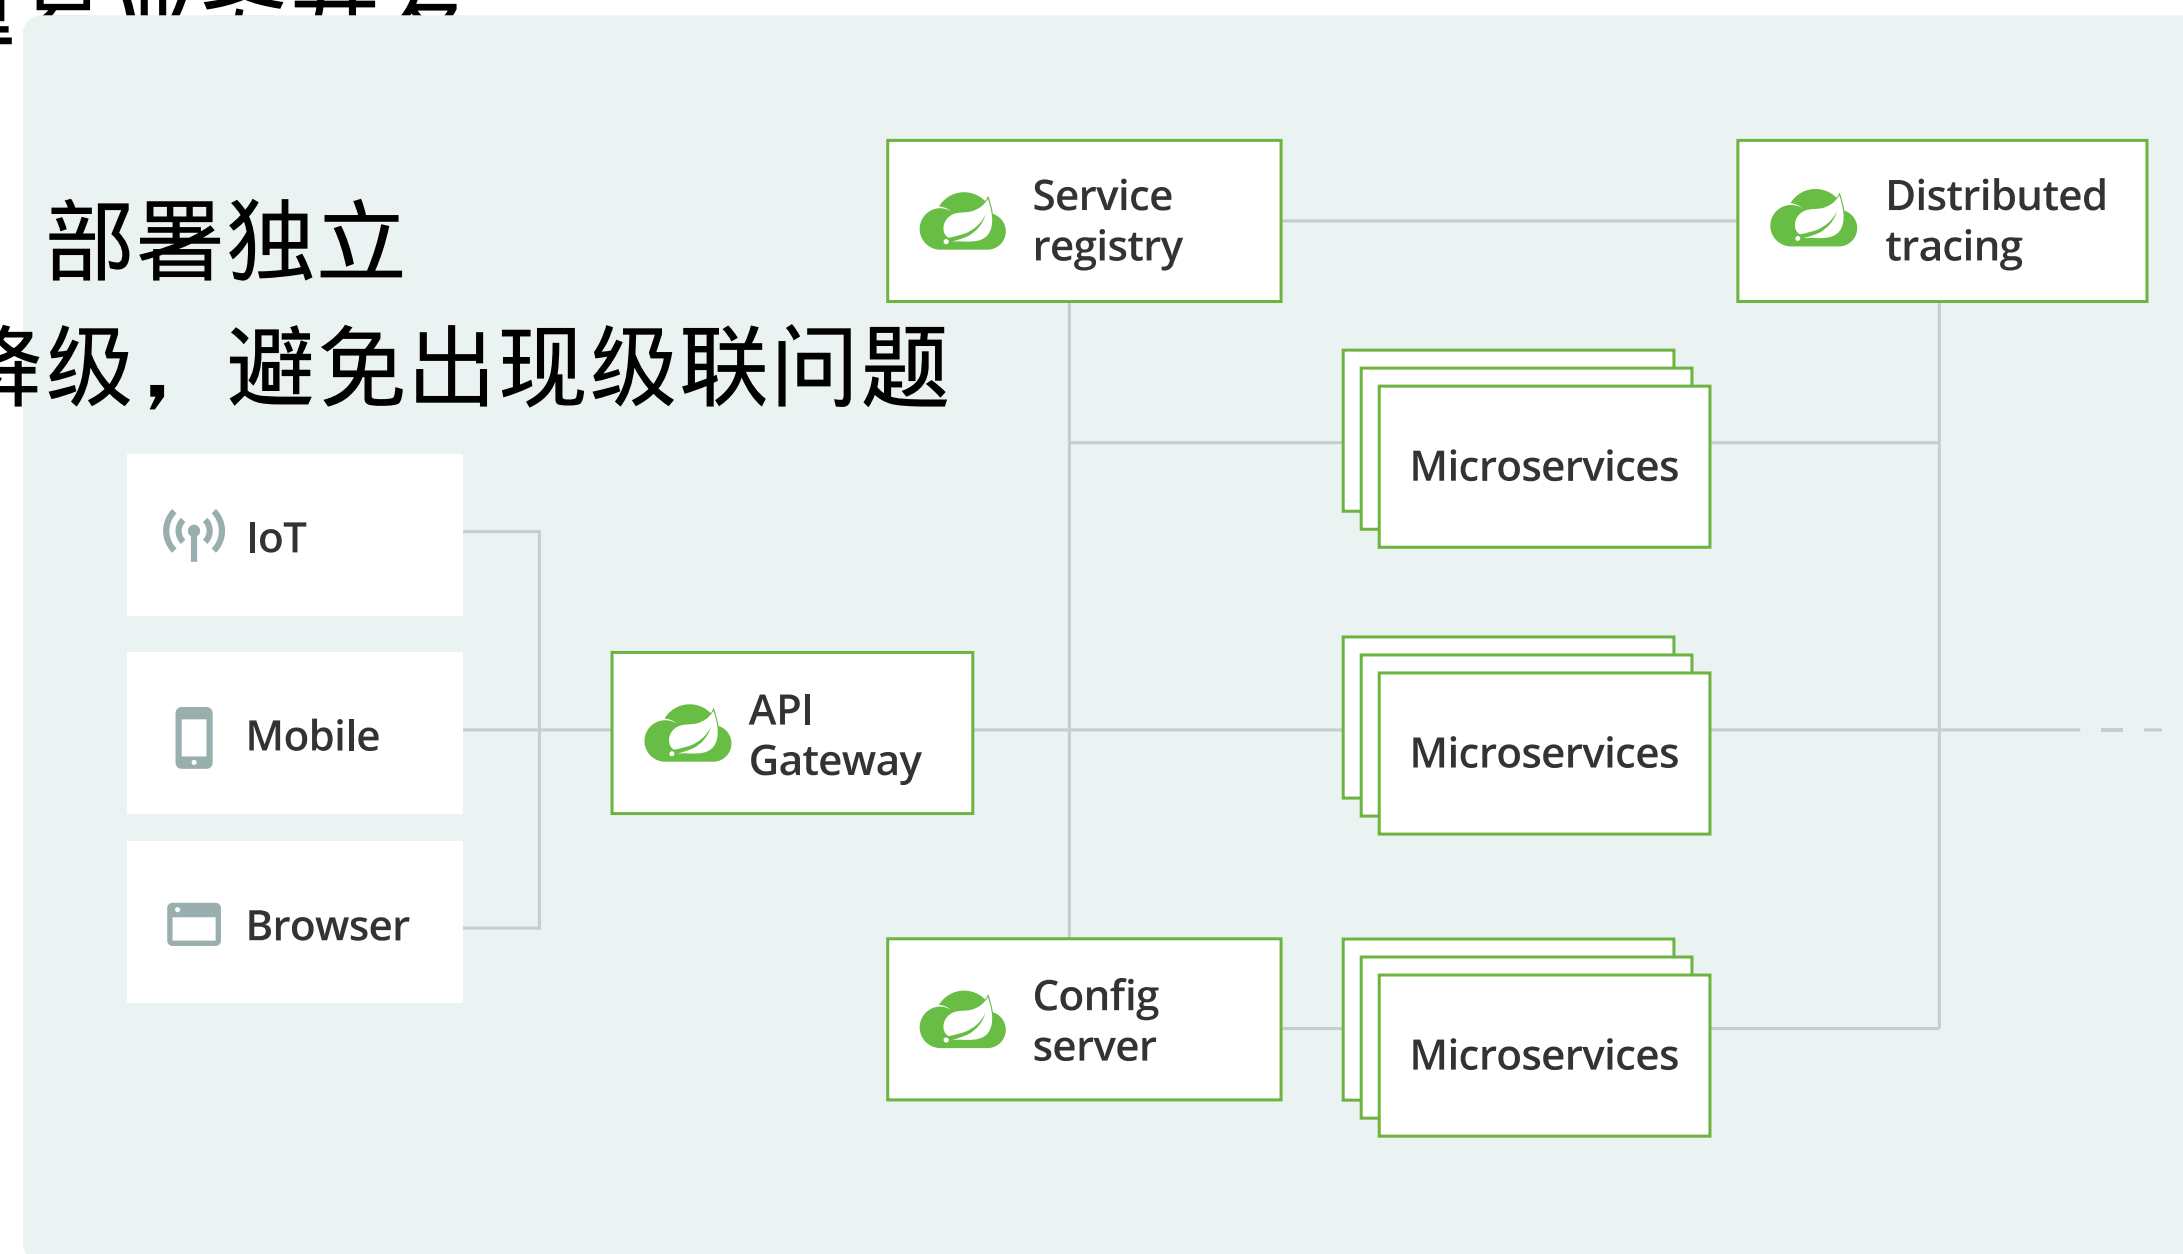 部署独立
降级，避免出现级联问题
Service
registry
Distributed
tracing
Microservices
IoT
Mobile
Browser
API
Gateway
Microservices
Config
server
Microservices